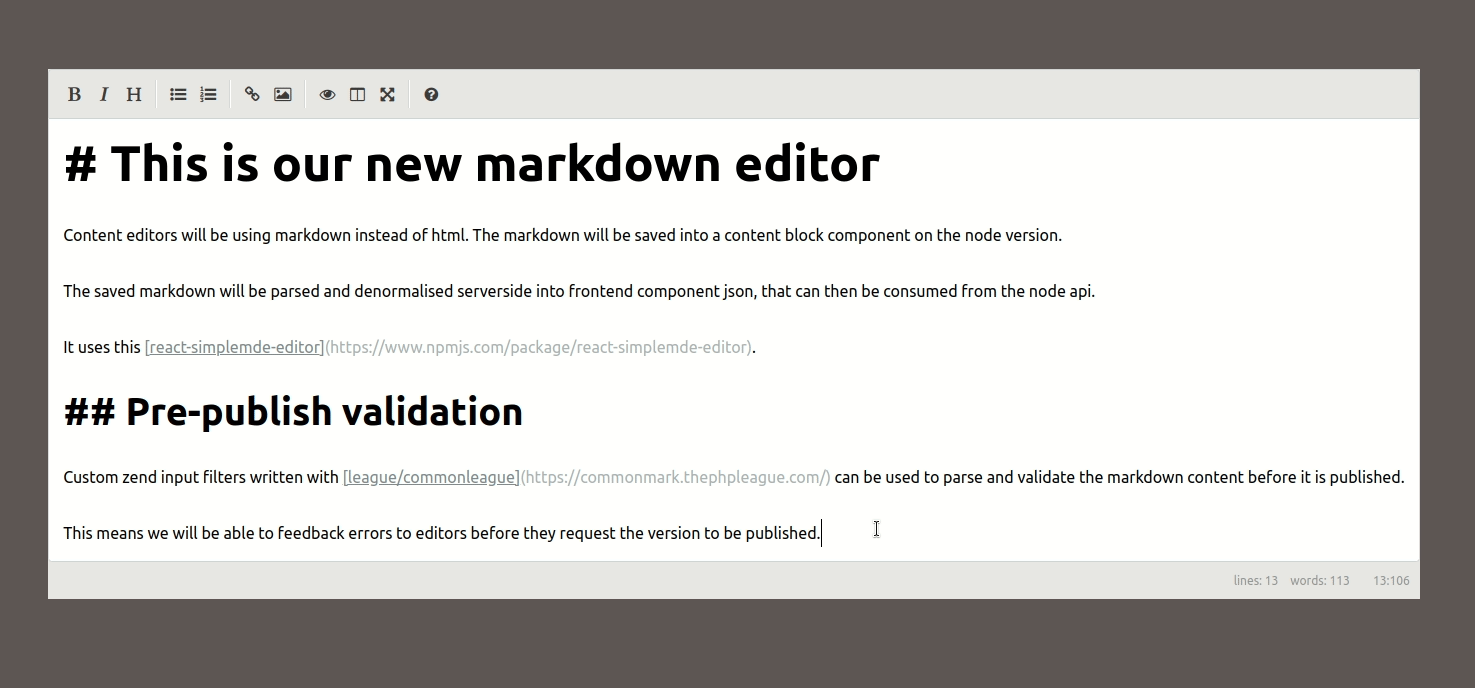 B I H
# This is our new markdown editor
Content editors will be using markdown instead of html. The markdown will be saved into a content block component on the node version.
The saved markdown will be parsed and denormalised serverside into frontend component json, that can then be consumed from the node api.
It uses this [react-simplemde-editor](https://www.npmjs.com/package/react-simplemde-editor).
## Pre-publish validation
Custom zend input filters written with [league/commonleague](https://commonmark.thephpleague.com/) can be used to parse and validate the markdown content before it is published.
This means we will be able to feedback errors to editors before they request the version to be published.
lines: 13 words: 113 13:106